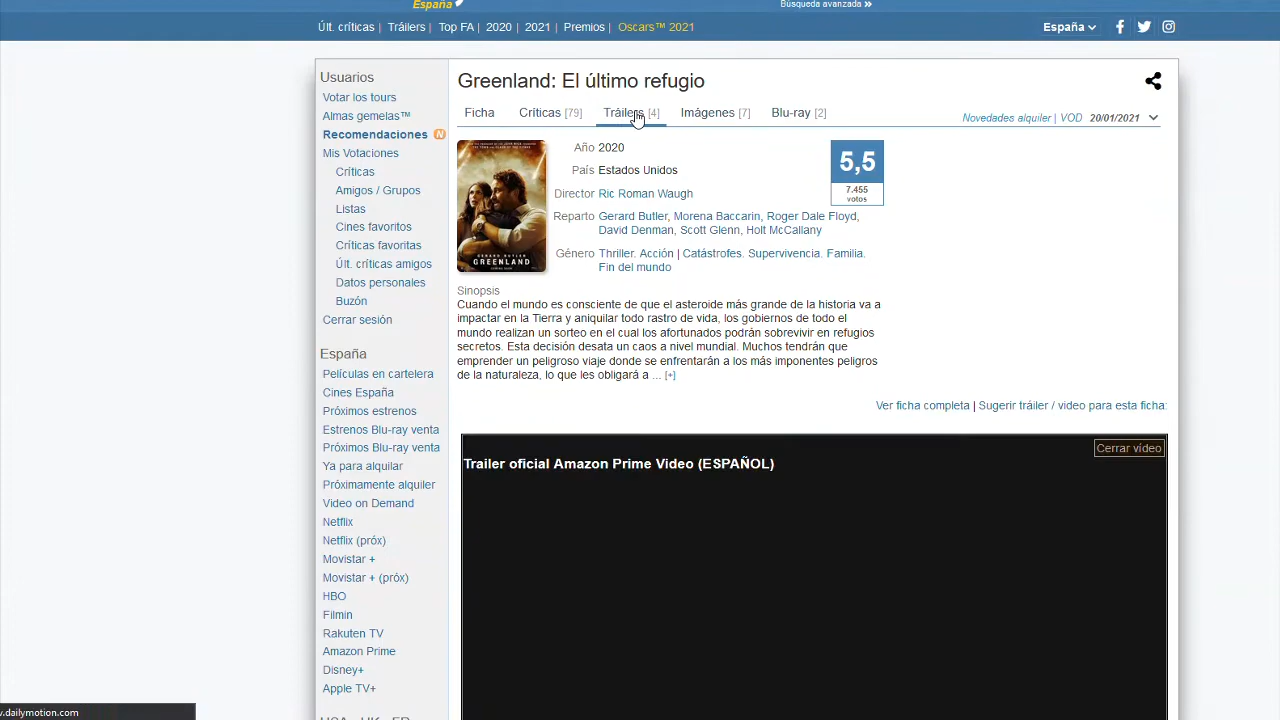 España
Búsqueda avanzada »
Últ. críticas | Tráilers | Top FA | 2020 | 2021 | Premios | Oscars™ 2021
España
Usuarios
Votar los tours
Almas gemelas™
Recomendaciones N
Mis Votaciones
Críticas
Amigos / Grupos
Listas
Cines favoritos
Críticas favoritas
Últ. críticas amigos
Datos personales
Buzón
Cerrar sesión
España
Películas en cartelera
Cines España
Próximos estrenos
Estrenos Blu-ray venta
Próximos Blu-ray venta
Ya para alquilar
Próximamente alquiler
Video on Demand
Netflix
Netflix (próx)
Movistar +
Movistar + (próx)
HBO
Filmin
Rakuten TV
Amazon Prime
Disney+
Apple TV+
Greenland: El último refugio
Ficha Críticas [79] Tráilers [4] Imágenes [7] Blu-ray [2]
Novedades alquiler | VOD 20/01/2021
GERARD BUTLER
GREENLAND
Año 2020
País Estados Unidos
Director Ric Roman Waugh
Reparto Gerard Butler, Morena Baccarin, Roger Dale Floyd,
David Denman, Scott Glenn, Holt McCallany
Género Thriller. Acción | Catástrofes. Supervivencia. Familia.
Fin del mundo
5,5
7.455
votos
Sinopsis
Cuando el mundo es consciente de que el asteroide más grande de la historia va a
impactar en la Tierra y aniquilar todo rastro de vida, los gobiernos de todo el
mundo realizan un sorteo en el cual los afortunados podrán sobrevivir en refugios
secretos. Esta decisión desata un caos a nivel mundial. Muchos tendrán que
emprender un peligroso viaje donde se enfrentarán a los más imponentes peligros
de la naturaleza, lo que les obligará a ... [+]
Ver ficha completa | Sugerir tráiler / video para esta ficha:
Cerrar vídeo
Trailer oficial Amazon Prime Video (ESPAÑOL)
.dailymotion.com